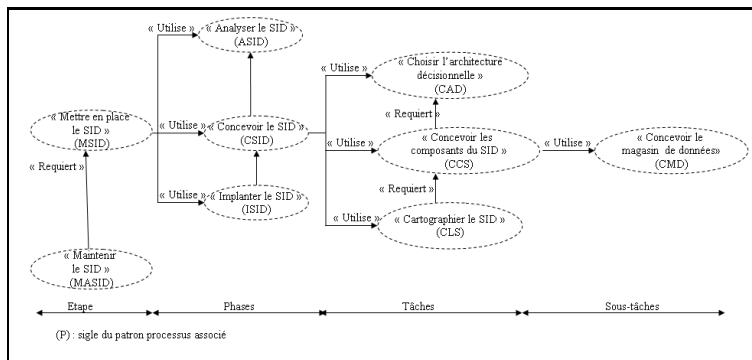 « Utilise »
« Analyser le SID »
(ASID)
« Utilise »
« Choisir l'architecture
décisionnelle »
(CAD)
« Mettre en place
le SID »
(MSID)
« Utilise »
« Concevoir le SID »
(CSID)
« Requiert »
« Utilise »
« Concevoir les
composants du SID »
(CCS)
« Utilise »
« Concevoir le
magasin de données»
(CMD)
« Requiert »
« Utilise »
« Implanter le SID »
(ISID)
« Requiert »
« Utilise »
« Cartographier le SID »
(CLS)
« Maintenir
le SID »
(MASID)
Etape
Phases
Tâches
Sous-tâches
(P) : sigle du patron processus associé